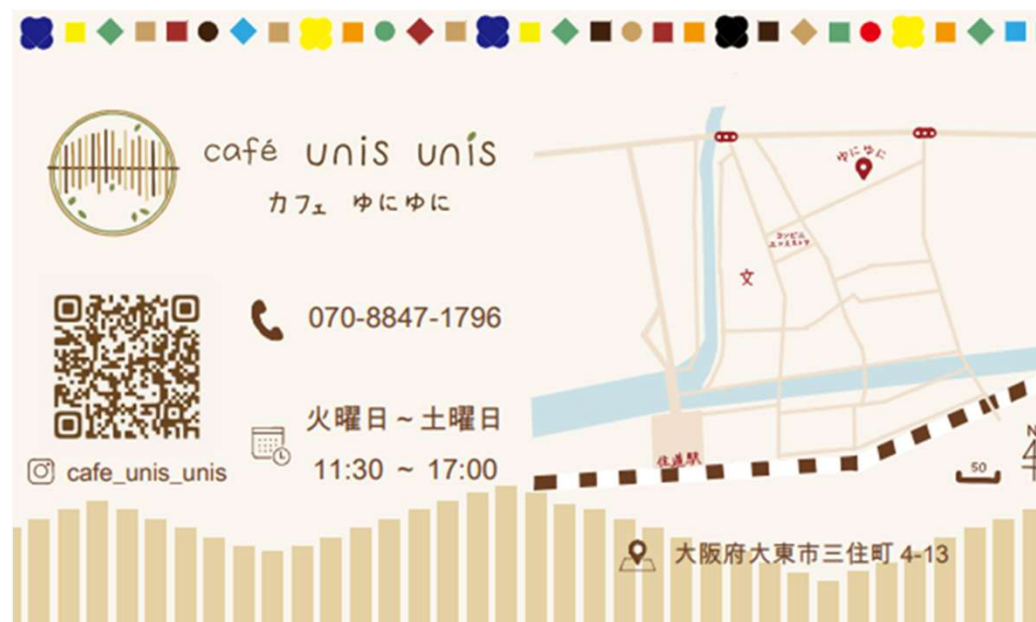 café unis unis
カフェ ゆにゆに
070-8847-1796
火曜日~土曜日
11:30 ~ 17:00
cafe_unis_unis
ゆにゆに
文
住道駅
50
N
大阪府大東市三住町 4-13